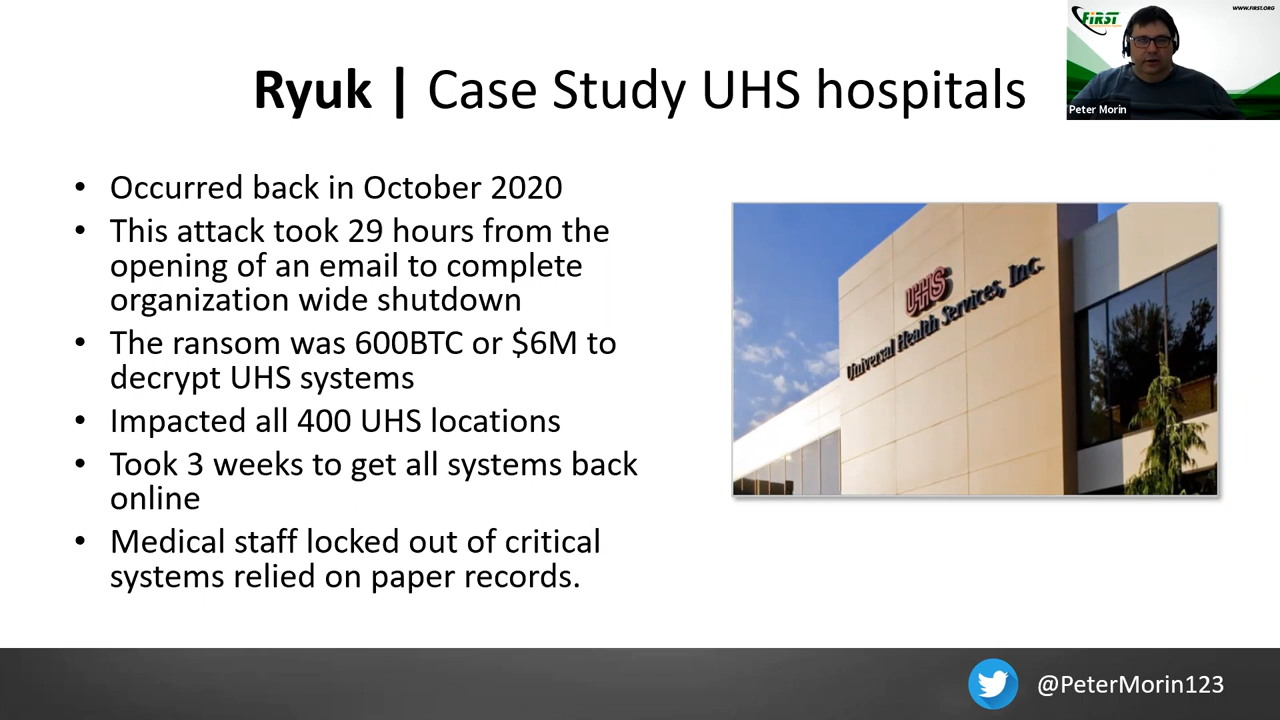 FiRST
WWW.FIRST.ORG
Peter Morin
Ryuk | Case Study UHS hospitals
• Occurred back in October 2020
• This attack took 29 hours from the
opening of an email to complete
organization wide shutdown
• The ransom was 600BTC or $6M to
decrypt UHS systems
• Impacted all 400 UHS locations
• Took 3 weeks to get all systems back
online
• Medical staff locked out of critical
systems relied on paper records.
UHS
Universal Health Services, Inc.
@PeterMorin123